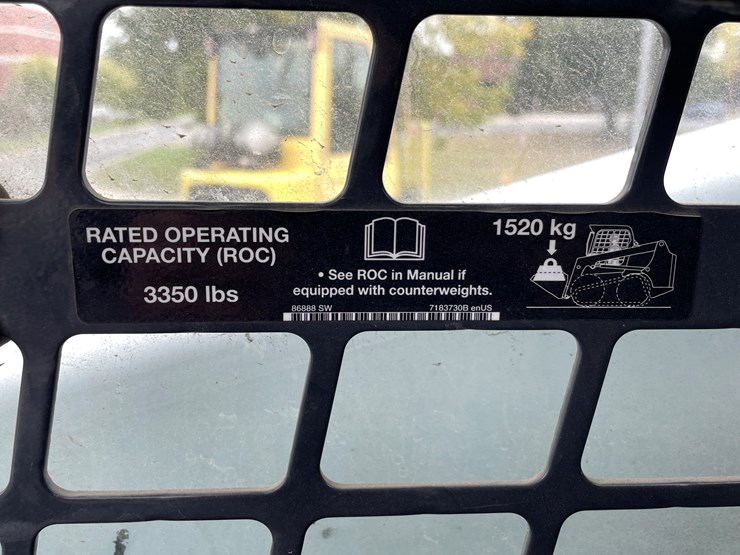 RATED OPERATING
CAPACITY (ROC)
3350 lbs
• See ROC in Manual if
equipped with counterweights.
86888 SW 7183730B enUS
1520 kg